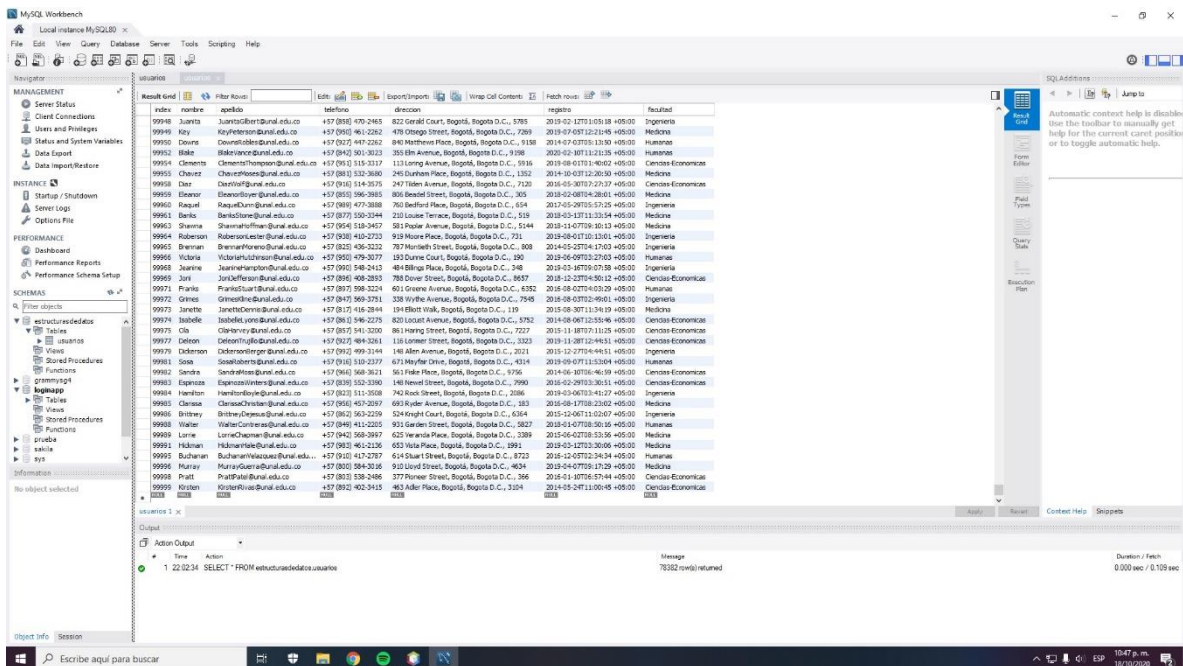 MySQL Workbench
Local instance MySQL80
File Edit View Query Database Server Tools Scripting Help
Navigator
MANAGEMENT
Server Status
Client Connections
Users and Privileges
Status and System Variables
Data Export
Data Import/Restore
INSTANCE
Startup / Shutdown
Server Logs
Options File
PERFORMANCE
Dashboard
Performance Reports
Performance Schema Setup
SCHEMAS
Filter objects
estructurasdedatos
Tables
usuarios
Views
Stored Procedures
Functions
grammysg4
loginapp
Tables
Views
Stored Procedures
Functions
prueba
sakila
sys
Information
No object selected
Object Info Session
usuarios usuarios
Result Grid Filter Rows: Edit: Export/Import: Wrap Cell Content: Fetch rows:
index nombre apellido telefono direccion registro facultad
99948 Juanita JuanitaGilbert@unal.edu.co +57 (858) 470-2465 822 Gerald Court, Bogotá, Bogota D.C., 5785 2019-02-12T01:05:18 +05:00 Ingenieria
99949 Key KeyPeterson@unal.edu.co +57 (950) 461-2262 478 Otsego Street, Bogotá, Bogota D.C., 7269 2019-07-05T12:21:45 +05:00 Medicina
99950 Downs DownsRobles@unal.edu.co +57 (927) 447-2262 840 Matthews Place, Bogotá, Bogota D.C., 9158 2014-07-03T05:13:50 +05:00 Humanas
99952 Blake BlakeVance@unal.edu.co +57 (842) 501-3023 355 Elm Avenue, Bogotá, Bogota D.C., 9198 2020-02-10T11:21:35 +05:00 Humanas
99954 Clements ClementsThompson@unal.edu.co +57 (951) 515-3317 113 Loring Avenue, Bogotá, Bogota D.C., 5916 2019-08-01T01:40:02 +05:00 Ciencias-Economicas
99955 Chavez ChavezMoses@unal.edu.co +57 (881) 532-3680 245 Dunham Place, Bogotá, Bogota D.C., 1352 2014-10-03T12:20:50 +05:00 Medicina
99958 Diaz DiazWolf@unal.edu.co +57 (916) 514-3575 247 Tilden Avenue, Bogotá, Bogota D.C., 7120 2016-05-30T07:27:37 +05:00 Ciencias-Economicas
99959 Eleanor EleanorBoyer@unal.edu.co +57 (855) 596-3985 806 Beadel Street, Bogotá, Bogota D.C., 305 2018-02-08T04:28:01 +05:00 Medicina
99960 Raquel RaquelDunn@unal.edu.co +57 (989) 477-3888 760 Bedford Place, Bogotá, Bogota D.C., 654 2017-05-29T05:57:25 +05:00 Ingenieria
99961 Banks BanksStone@unal.edu.co +57 (877) 550-3344 210 Louise Terrace, Bogotá, Bogota D.C., 519 2018-03-13T11:33:54 +05:00 Medicina
99963 Shawna ShawnaHoffman@unal.edu.co +57 (954) 518-3457 581 Poplar Avenue, Bogotá, Bogota D.C., 5144 2018-11-07T09:10:13 +05:00 Medicina
99964 Roberson RobersonLester@unal.edu.co +57 (938) 410-2733 919 Moore Place, Bogotá, Bogota D.C., 731 2019-08-01T10:13:01 +05:00 Ingenieria
99965 Brennan BrennanMoreno@unal.edu.co +57 (825) 436-3232 787 Montieth Street, Bogotá, Bogota D.C., 808 2014-05-25T04:17:03 +05:00 Medicina
99966 Victoria VictoriaHutchinson@unal.edu.co +57 (950) 479-3077 193 Dunne Court, Bogotá, Bogota D.C., 190 2019-06-09T03:27:03 +05:00 Humanas
99968 Jeanine JeanineHampton@unal.edu.co +57 (990) 548-2413 484 Billings Place, Bogotá, Bogota D.C., 348 2019-03-16T09:07:58 +05:00 Ingenieria
99969 Joni JoniJefferson@unal.edu.co +57 (896) 408-2893 788 Dover Street, Bogotá, Bogota D.C., 8657 2018-12-23T04:50:12 +05:00 Ciencias-Economicas
99971 Franks FranksStuart@unal.edu.co +57 (897) 598-3224 601 Greene Avenue, Bogotá, Bogota D.C., 6352 2016-08-02T04:03:29 +05:00 Humanas
99972 Grimes GrimesKline@unal.edu.co +57 (847) 569-3751 338 Wythe Avenue, Bogotá, Bogota D.C., 7545 2016-08-03T02:49:01 +05:00 Ingenieria
99973 Janette JanetteDennis@unal.edu.co +57 (817) 416-2844 194 Eliott Walk, Bogotá, Bogota D.C., 119 2015-08-30T11:34:19 +05:00 Medicina
99974 Isabelle IsabelleLyons@unal.edu.co +57 (861) 546-2275 820 Locust Avenue, Bogotá, Bogota D.C., 5752 2014-08-06T12:55:46 +05:00 Ciencias-Economicas
99975 Ola OlaHarvey@unal.edu.co +57 (857) 541-3200 861 Haring Street, Bogotá, Bogota D.C., 7227 2015-11-18T07:11:25 +05:00 Ciencias-Economicas
99977 Deleon DeleonTrujillo@unal.edu.co +57 (927) 484-3261 116 Lorimer Street, Bogotá, Bogota D.C., 3323 2019-11-28T12:44:51 +05:00 Ciencias-Economicas
99979 Dickerson DickersonBerger@unal.edu.co +57 (992) 499-3144 148 Allen Avenue, Bogotá, Bogota D.C., 2021 2015-12-27T04:44:51 +05:00 Ingenieria
99981 Sosa SosaRoberts@unal.edu.co +57 (916) 510-2377 671 Mayfair Drive, Bogotá, Bogota D.C., 4314 2019-09-07T11:53:04 +05:00 Humanas
99982 Sandra SandraMoss@unal.edu.co +57 (966) 568-3621 561 Fiske Place, Bogotá, Bogota D.C., 9756 2014-06-10T06:46:59 +05:00 Ciencias-Economicas
99983 Espinoza EspinozaWinters@unal.edu.co +57 (839) 552-3390 148 Newel Street, Bogotá, Bogota D.C., 7990 2016-02-29T03:30:51 +05:00 Ciencias-Economicas
99984 Hamilton HamiltonBoyle@unal.edu.co +57 (823) 511-3508 742 Rock Street, Bogotá, Bogota D.C., 2086 2019-03-06T03:41:27 +05:00 Ingenieria
99985 Clarissa ClarissaChristian@unal.edu.co +57 (956) 457-2097 693 Ryder Avenue, Bogotá, Bogota D.C., 183 2016-08-17T08:23:02 +05:00 Medicina
99986 Brittney BrittneyDejesus@unal.edu.co +57 (862) 563-2259 524 Knight Court, Bogotá, Bogota D.C., 6364 2015-12-06T11:02:07 +05:00 Ingenieria
99988 Walter WalterContreras@unal.edu.co +57 (849) 411-2205 931 Garden Street, Bogotá, Bogota D.C., 5827 2018-01-07T08:50:16 +05:00 Humanas
99989 Lorrie LorrieChapman@unal.edu.co +57 (942) 568-3997 625 Veranda Place, Bogotá, Bogota D.C., 3389 2015-06-02T08:53:56 +05:00 Medicina
99991 Hickman HickmanHale@unal.edu.co +57 (983) 461-2136 653 Vista Place, Bogotá, Bogota D.C., 1991 2019-03-12T03:30:06 +05:00 Medicina
99995 Buchanan BuchananVelazquez@unal.edu... +57 (910) 417-2787 614 Stuart Street, Bogotá, Bogota D.C., 8723 2016-12-05T02:34:34 +05:00 Humanas
99996 Murray MurrayGuerra@unal.edu.co +57 (800) 584-3016 910 Lloyd Street, Bogotá, Bogota D.C., 4634 2019-04-07T09:17:29 +05:00 Medicina
99998 Pratt PrattPatel@unal.edu.co +57 (803) 538-2486 377 Pioneer Street, Bogotá, Bogota D.C., 366 2016-01-10T06:57:44 +05:00 Ciencias-Economicas
99999 Kirsten KirstenRivas@unal.edu.co +57 (892) 402-3415 463 Adler Place, Bogotá, Bogota D.C., 3104 2014-05-24T11:00:45 +05:00 Ciencias-Economicas
NULL NULL NULL NULL NULL NULL NULL
Result Grid
Form Editor
Field Types
Query Stats
Execution Plan
usuarios 1 Apply Revert
SQLAdditions
Jump to
Automatic context help is disabled.
Use the toolbar to manually get
help for the current caret position
or to toggle automatic help.
Context Help Snippets
Output
Action Output
# Time Action Message Duration / Fetch
1 22:02:34 SELECT * FROM estructurasdedatos.usuarios 78382 row(s) returned 0.000 sec / 0.109 sec
Escribe aquí para buscar
ESP 10:47 p. m.
18/10/2020